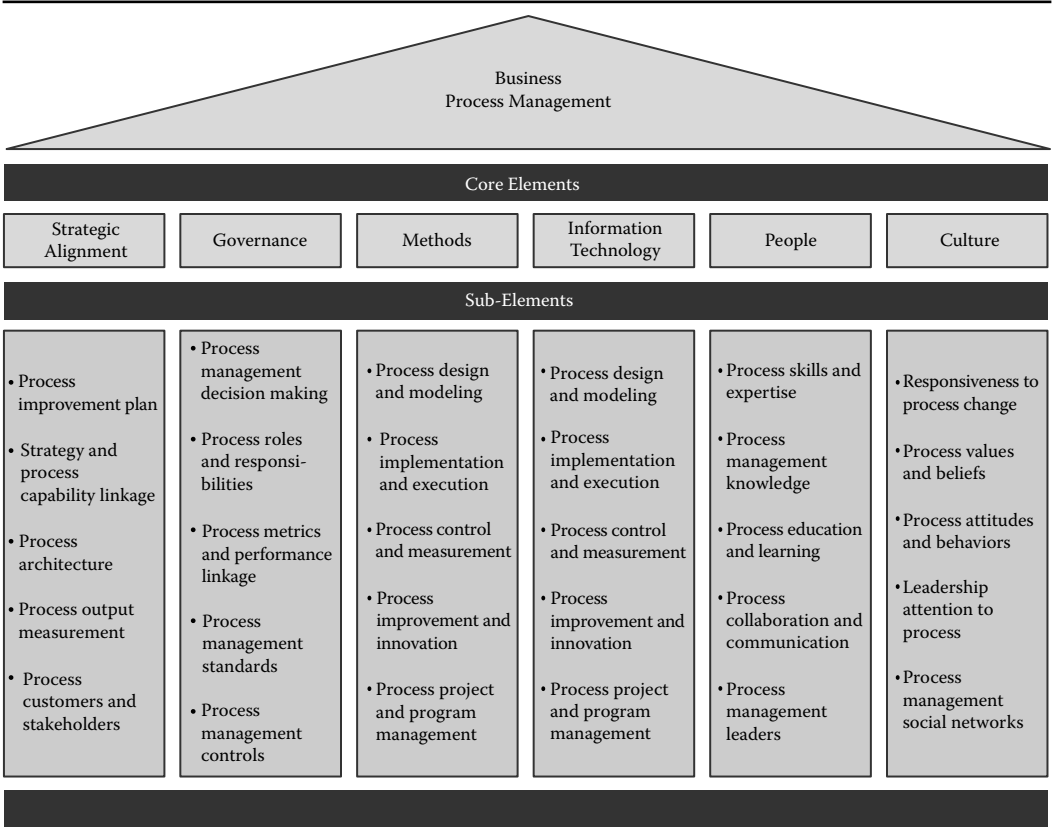 Business
Process Management
Core Elements
Strategic
Alignment
Governance
Methods
Information
Technology
People
Culture
Sub-Elements
• Process
improvement plan
• Strategy and
process
capability linkage
• Process
architecture
• Process output
measurement
• Process
customers and
stakeholders
• Process
management
decision making
• Process roles
and responsi-
bilities
• Process metrics
and performance
linkage
• Process
management
standards
• Process
management
controls
• Process design
and modeling
• Process
implementation
and execution
• Process control
and measurement
• Process
improvement and
innovation
• Process project
and program
management
• Process design
and modeling
• Process
implementation
and execution
• Process control
and measurement
• Process
improvement and
innovation
• Process project
and program
management
• Process skills and
expertise
• Process
management
knowledge
• Process education
and learning
• Process
collaboration and
communication
• Process
management
leaders
• Responsiveness to
process change
• Process values
and beliefs
• Process attitudes
and behaviors
• Leadership
attention to
process
• Process
management
social networks